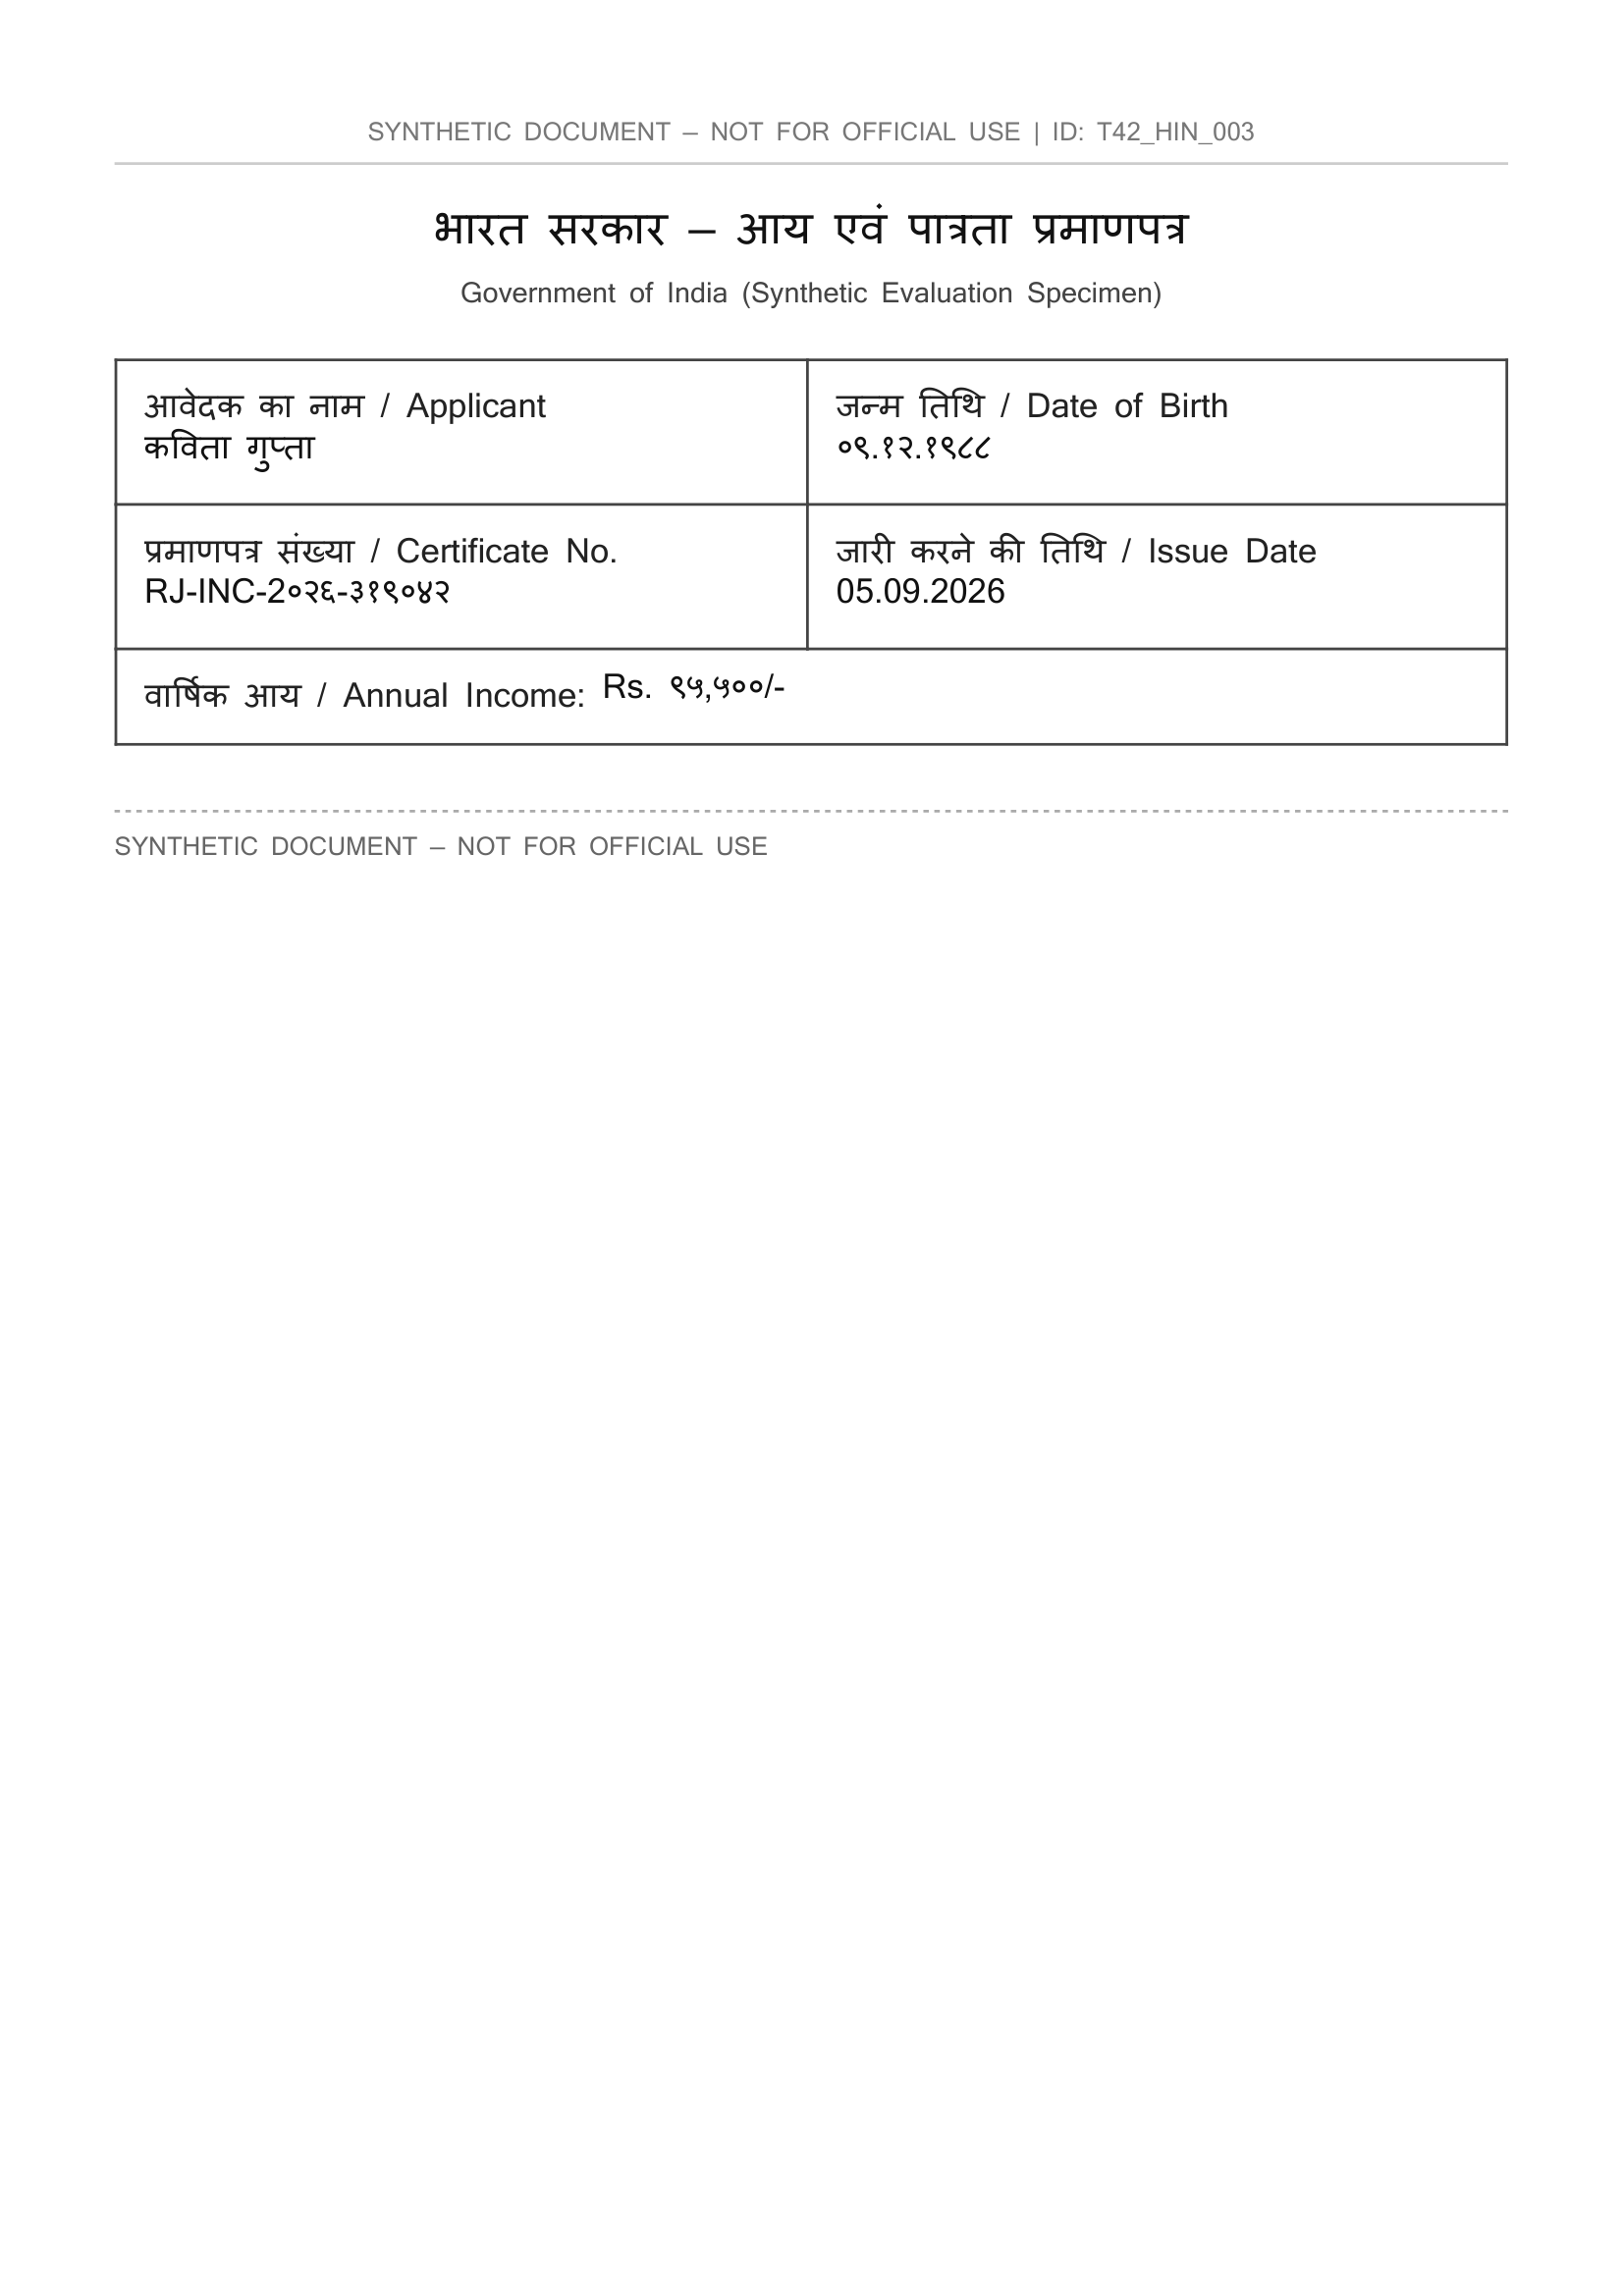 SYNTHETIC DOCUMENT – NOT FOR OFFICIAL USE | ID: T42_HIN_003
भारत सरकार – आय एवं पात्रता प्रमाणपत्र
Government of India (Synthetic Evaluation Specimen)
आवेदक का नाम / Applicant
कविता गुप्ता
जन्म तिथि / Date of Birth
०९.१२.१९८८
प्रमाणपत्र संख्या / Certificate No.
RJ-INC-2०२६-३१९०४२
जारी करने की तिथि / Issue Date
05.09.2026
वार्षिक आय / Annual Income: Rs. ९५,५००/-
SYNTHETIC DOCUMENT – NOT FOR OFFICIAL USE